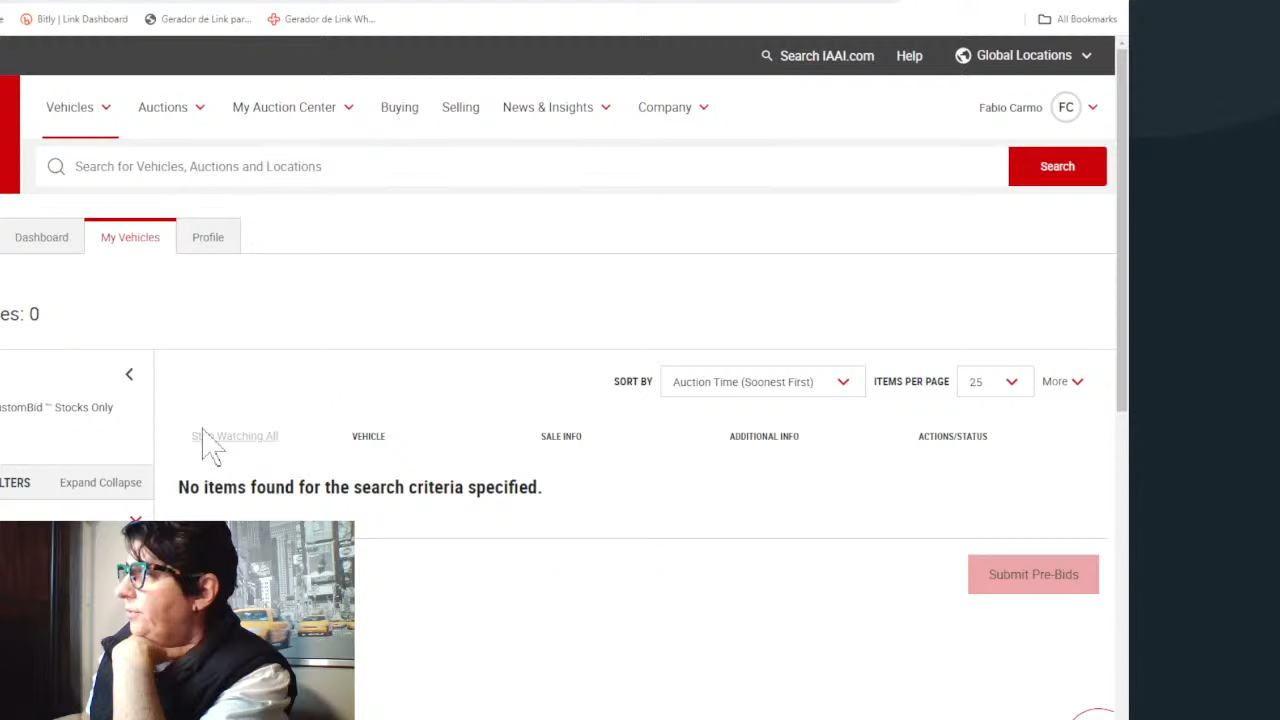 Bitly | Link Dashboard Gerador de Link par... Gerador de Link Wh... All Bookmarks
Search IAAI.com Help Global Locations
Vehicles Auctions My Auction Center Buying Selling News & Insights Company Fabio Carmo FC
Search for Vehicles, Auctions and Locations Search
Dashboard My Vehicles Profile
es: 0
SORT BY Auction Time (Soonest First) ITEMS PER PAGE 25 More
ustomBid ™ Stocks Only
Stop Watching All VEHICLE SALE INFO ADDITIONAL INFO ACTIONS/STATUS
LTERS Expand Collapse
No items found for the search criteria specified.
Submit Pre-Bids